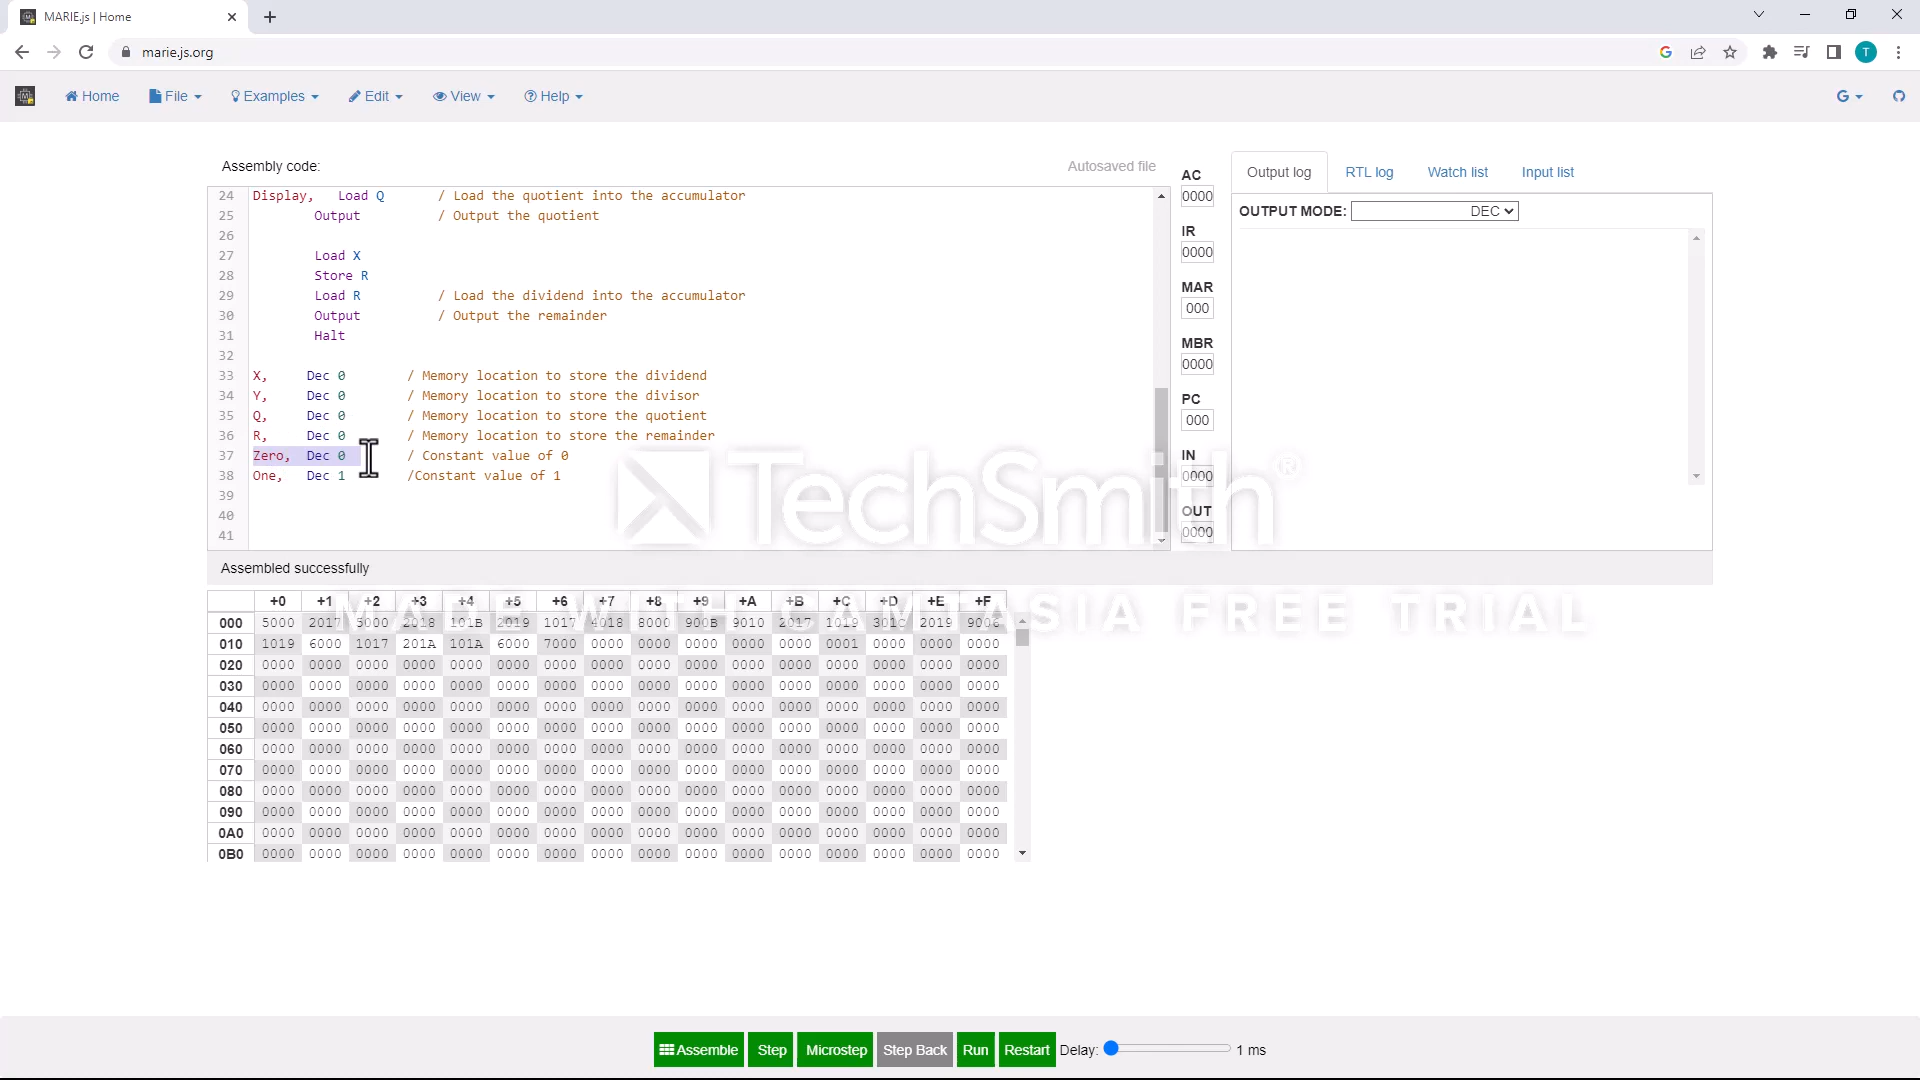 MARIE.js | Home
marie.js.org
T
Home File Examples Edit View Help G
Assembly code:
Autosaved file
24 Display, Load Q / Load the quotient into the accumulator
25 Output / Output the quotient
26
27 Load X
28 Store R
29 Load R / Load the dividend into the accumulator
30 Output / Output the remainder
31 Halt
32
33 X, Dec 0 / Memory location to store the dividend
34 Y, Dec 0 / Memory location to store the divisor
35 Q, Dec 0 / Memory location to store the quotient
36 R, Dec 0 / Memory location to store the remainder
37 Zero, Dec 0 / Constant value of 0
38 One, Dec 1 /Constant value of 1
39
40
41
AC
0000
IR
0000
MAR
000
MBR
0000
PC
000
IN
0000
OUT
0000
Output log RTL log Watch list Input list
OUTPUT MODE: DEC
TechSmith®
MADE WITH CAMTASIA FREE TRIAL
Assembled successfully
+0 +1 +2 +3 +4 +5 +6 +7 +8 +9 +A +B +C +D +E +F
000 5000 2017 5000 2018 101B 2019 1017 4018 8000 900B 9010 2017 1019 301C 2019 9006
010 1019 6000 1017 201A 101A 6000 7000 0000 0000 0000 0000 0000 0001 0000 0000 0000
020 0000 0000 0000 0000 0000 0000 0000 0000 0000 0000 0000 0000 0000 0000 0000 0000
030 0000 0000 0000 0000 0000 0000 0000 0000 0000 0000 0000 0000 0000 0000 0000 0000
040 0000 0000 0000 0000 0000 0000 0000 0000 0000 0000 0000 0000 0000 0000 0000 0000
050 0000 0000 0000 0000 0000 0000 0000 0000 0000 0000 0000 0000 0000 0000 0000 0000
060 0000 0000 0000 0000 0000 0000 0000 0000 0000 0000 0000 0000 0000 0000 0000 0000
070 0000 0000 0000 0000 0000 0000 0000 0000 0000 0000 0000 0000 0000 0000 0000 0000
080 0000 0000 0000 0000 0000 0000 0000 0000 0000 0000 0000 0000 0000 0000 0000 0000
090 0000 0000 0000 0000 0000 0000 0000 0000 0000 0000 0000 0000 0000 0000 0000 0000
0A0 0000 0000 0000 0000 0000 0000 0000 0000 0000 0000 0000 0000 0000 0000 0000 0000
0B0 0000 0000 0000 0000 0000 0000 0000 0000 0000 0000 0000 0000 0000 0000 0000 0000
Assemble Step Microstep Step Back Run Restart Delay: 1 ms